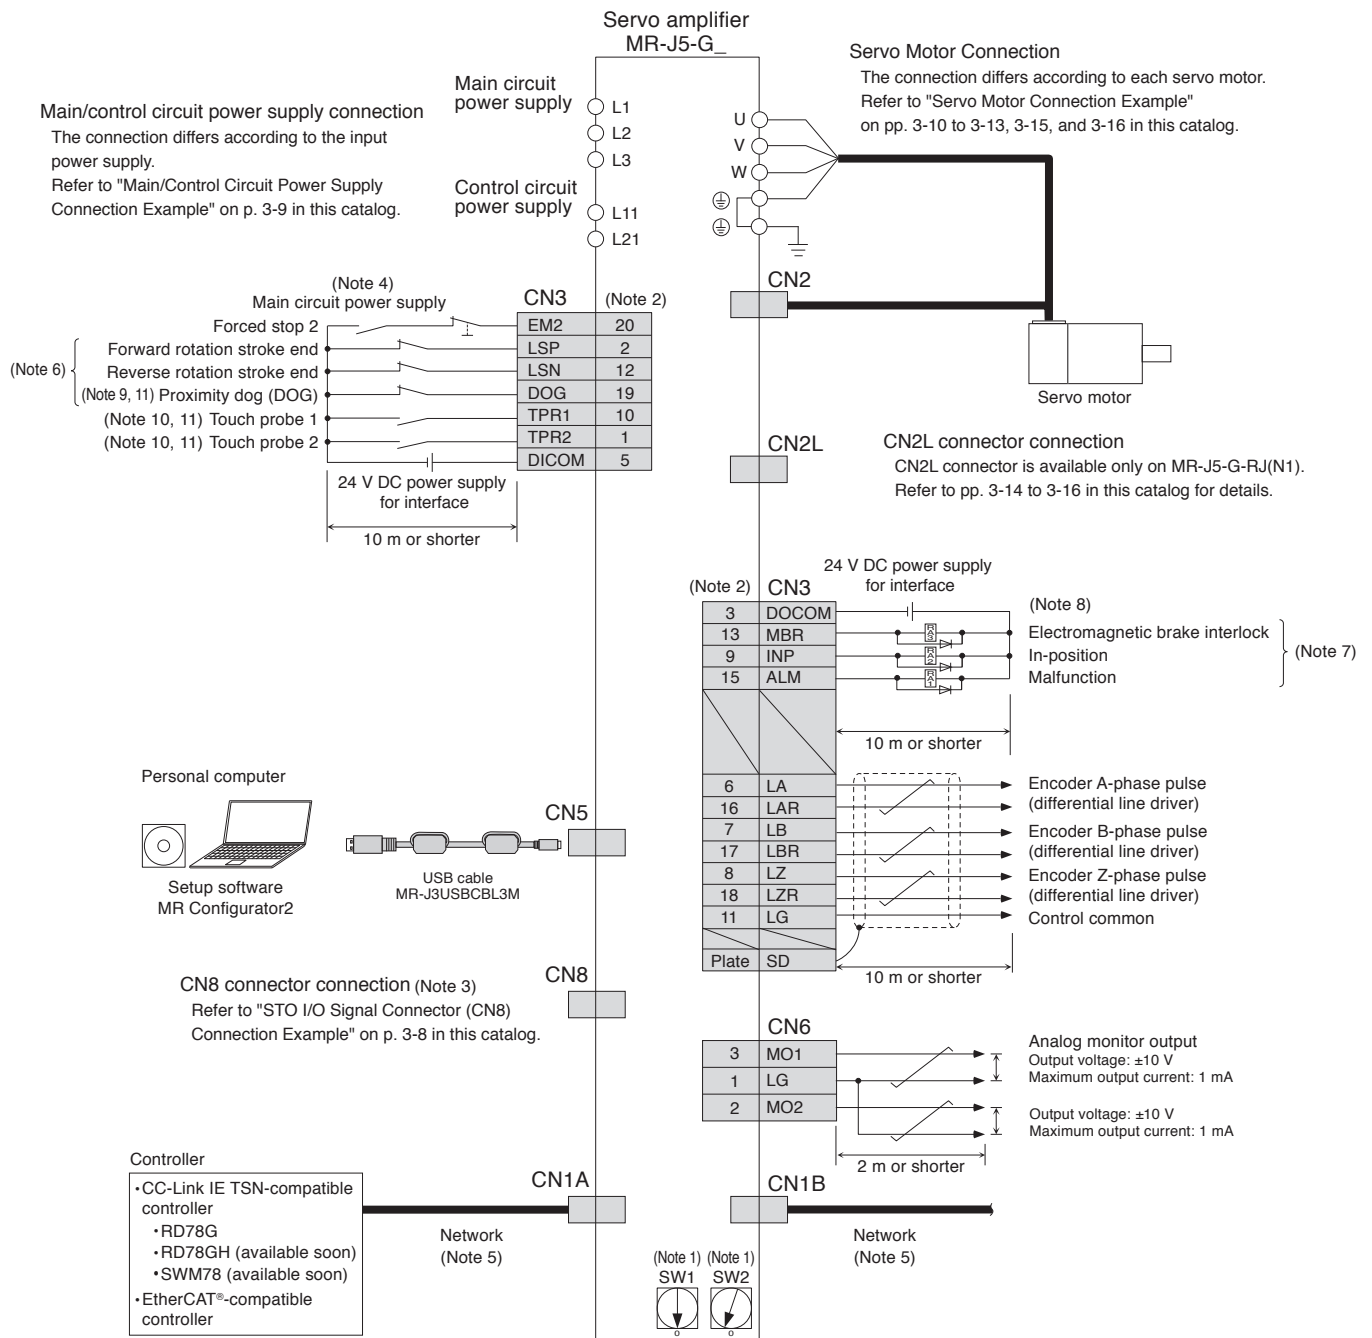 Servo amplifier
MR-J5-G_
Main circuit
power supply
L1
L2
L3
Control circuit
power supply
L11
L21
Main/control circuit power supply connection
The connection differs according to the input
power supply.
Refer to "Main/Control Circuit Power Supply
Connection Example" on p. 3-9 in this catalog.
Servo Motor Connection
The connection differs according to each servo motor.
Refer to "Servo Motor Connection Example"
on pp. 3-10 to 3-13, 3-15, and 3-16 in this catalog.
U
V
W
CN2
Servo motor
(Note 4)
Main circuit power supply
CN3 (Note 2)
Forced stop 2 EM2 20
Forward rotation stroke end LSP 2
(Note 6) Reverse rotation stroke end LSN 12
(Note 9, 11) Proximity dog (DOG) DOG 19
(Note 10, 11) Touch probe 1 TPR1 10
(Note 10, 11) Touch probe 2 TPR2 1
DICOM 5
24 V DC power supply
for interface
10 m or shorter
CN2L
CN2L connector connection
CN2L connector is available only on MR-J5-G-RJ(N1).
Refer to pp. 3-14 to 3-16 in this catalog for details.
24 V DC power supply
for interface
(Note 2) CN3
3 DOCOM (Note 8)
13 MBR RA3 Electromagnetic brake interlock
9 INP RA2 In-position (Note 7)
15 ALM RA1 Malfunction
10 m or shorter
6 LA Encoder A-phase pulse
16 LAR (differential line driver)
7 LB Encoder B-phase pulse
17 LBR (differential line driver)
8 LZ Encoder Z-phase pulse
18 LZR (differential line driver)
11 LG Control common
Plate SD
10 m or shorter
Personal computer
Setup software
MR Configurator2
USB cable
MR-J3USBCBL3M
CN5
CN8
CN8 connector connection (Note 3)
Refer to "STO I/O Signal Connector (CN8)
Connection Example" on p. 3-8 in this catalog.
CN6
3 MO1
1 LG
2 MO2
Analog monitor output
Output voltage: ±10 V
Maximum output current: 1 mA
Output voltage: ±10 V
Maximum output current: 1 mA
2 m or shorter
Controller
•CC-Link IE TSN-compatible
controller
•RD78G
•RD78GH (available soon)
•SWM78 (available soon)
•EtherCAT®-compatible
controller
CN1A
Network
(Note 5)
CN1B
Network
(Note 5)
(Note 1) (Note 1)
SW1 SW2
0 0